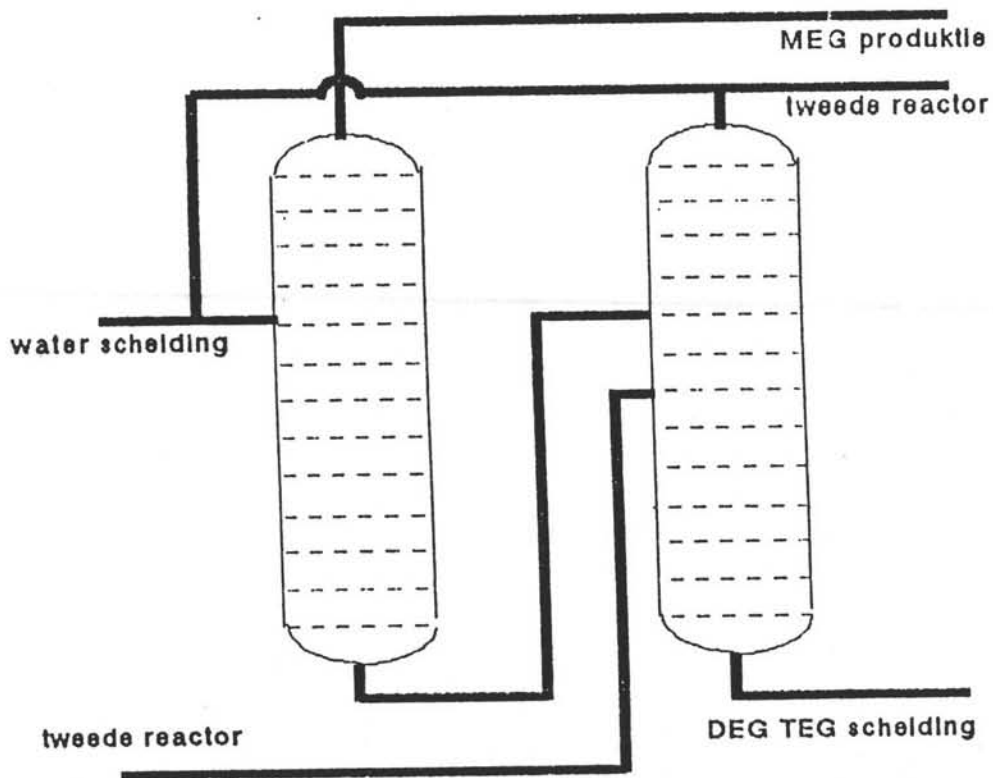 MEG produktie
tweede reactor
water scheiding
tweede reactor
DEG TEG scheiding